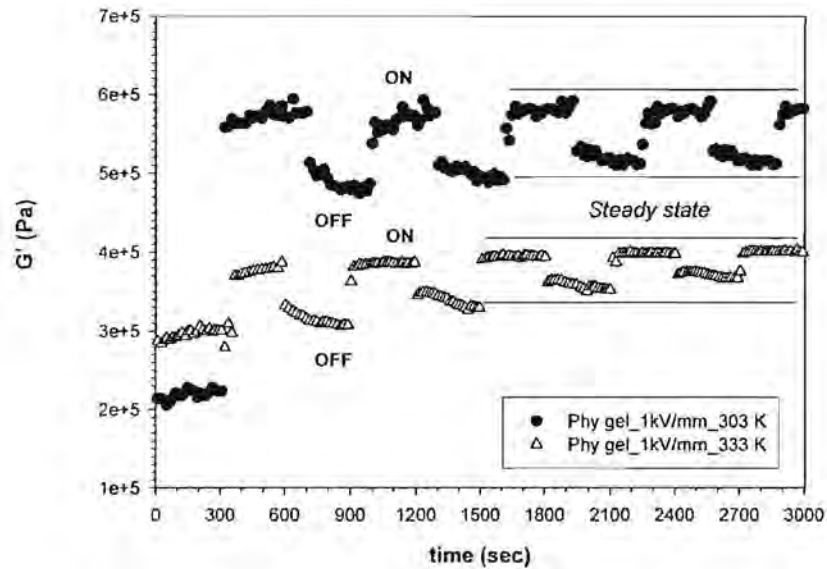 7e+5
6e+5
5e+5
4e+5
3e+5
2e+5
1e+5
G' (Pa)
ON
OFF
Steady state
ON
OFF
Phy gel_1kV/mm_303 K
Phy gel_1kV/mm_333 K
0 300 600 900 1200 1500 1800 2100 2400 2700 3000
time (sec)